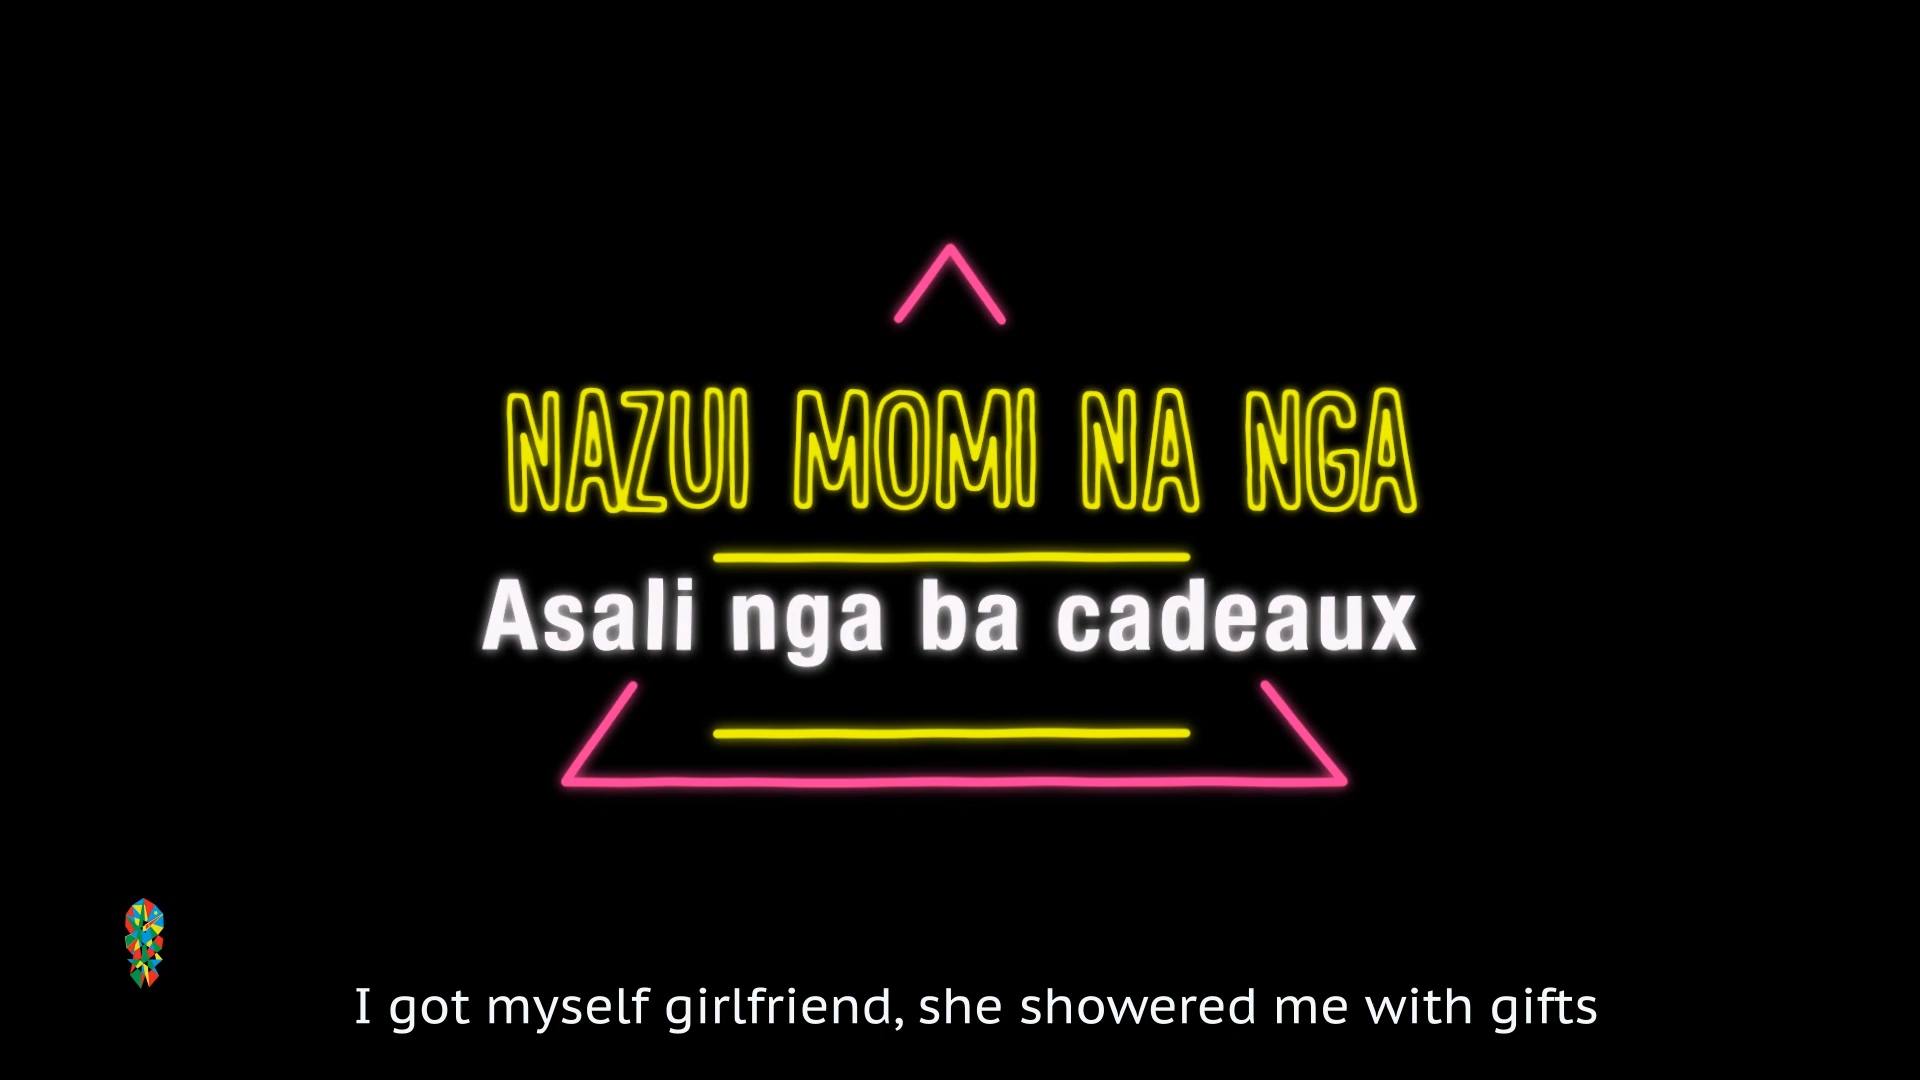 NAZUI MOMI NA NGA
Asali nga ba cadeaux
I got myself girlfriend, she showered me with gifts